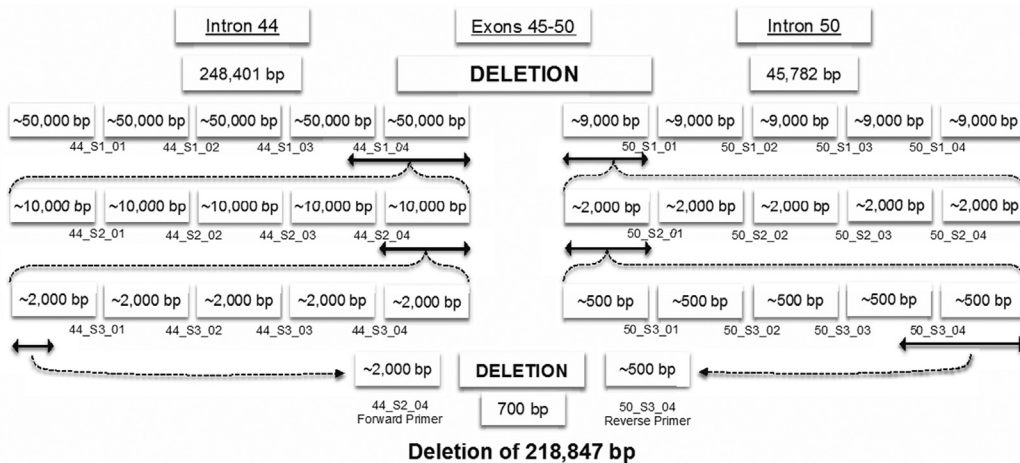 Intron 44 Exons 45-50 Intron 50
248,401 bp DELETION 45,782 bp
~50,000 bp ~50,000 bp ~50,000 bp ~50,000 bp ~50,000 bp ~9,000 bp ~9,000 bp ~9,000 bp ~9,000 bp ~9,000 bp
44_S1_01 44_S1_02 44_S1_03 44_S1_04 50_S1_01 50_S1_02 50_S1_03 50_S1_04
~10,000 bp ~10,000 bp ~10,000 bp ~10,000 bp ~10,000 bp ~2,000 bp ~2,000 bp ~2,000 bp ~2,000 bp ~2,000 bp
44_S2_01 44_S2_02 44_S2_03 44_S2_04 50_S2_01 50_S2_02 50_S2_03 50_S2_04
~2,000 bp ~2,000 bp ~2,000 bp ~2,000 bp ~2,000 bp ~500 bp ~500 bp ~500 bp ~500 bp ~500 bp
44_S3_01 44_S3_02 44_S3_03 44_S3_04 50_S3_01 50_S3_02 50_S3_03 50_S3_04
~2,000 bp DELETION ~500 bp
44_S2_04 700 bp 50_S3_04
Forward Primer Reverse Primer
Deletion of 218,847 bp